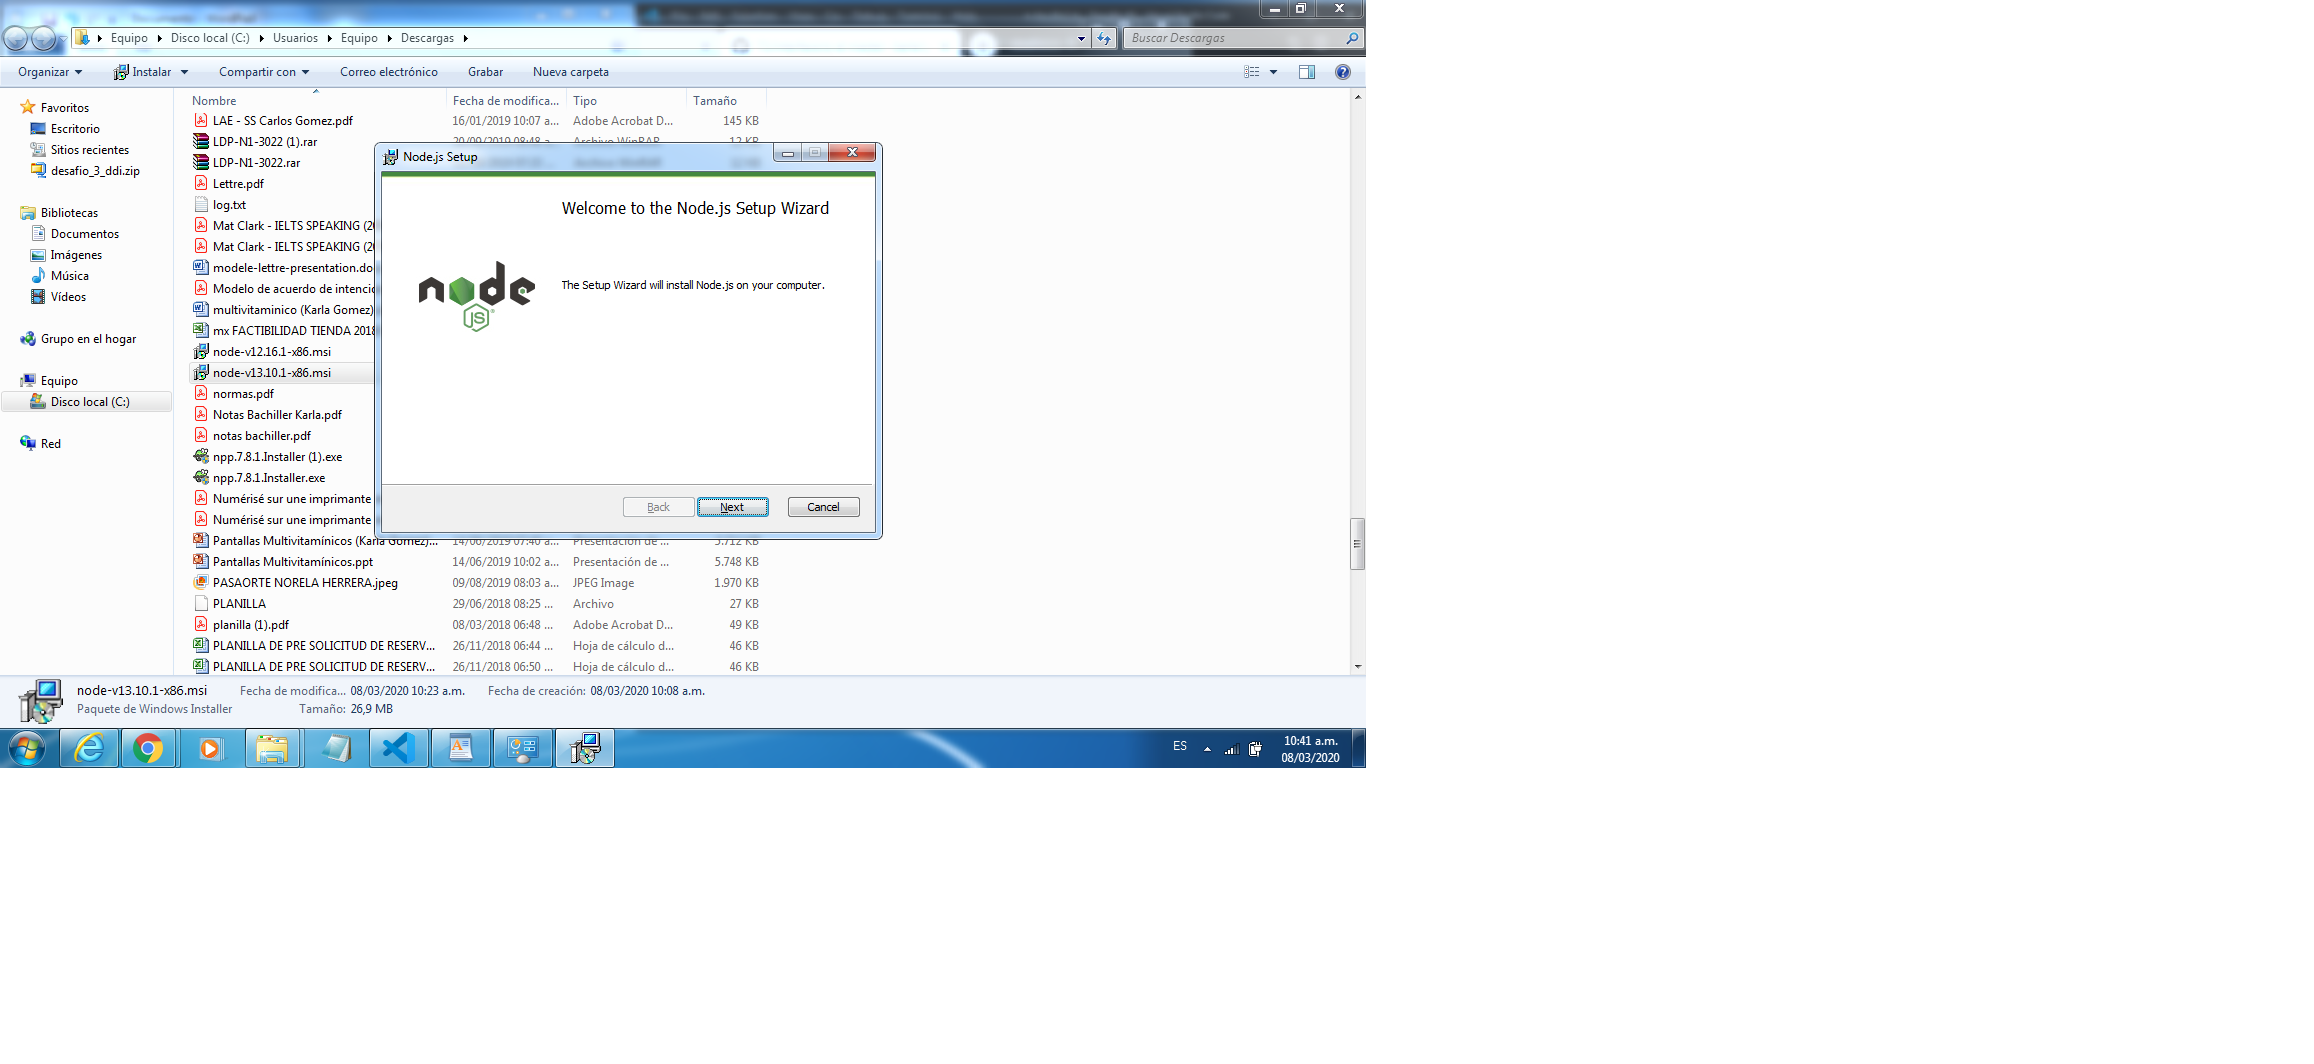 Equipo Disco local (C:) Usuarios Equipo Descargas
Buscar Descargas
Organizar Instalar Compartir con Correo electrónico Grabar Nueva carpeta
Favoritos
Escritorio
Sitios recientes
desafio_3_ddi.zip
Bibliotecas
Documentos
Imágenes
Música
Vídeos
Grupo en el hogar
Equipo
Disco local (C:)
Red
Nombre Fecha de modifica... Tipo Tamaño
LAE - SS Carlos Gomez.pdf 16/01/2019 10:07 a... Adobe Acrobat D... 145 KB
LDP-N1-3022 (1).rar 20/09/2019 08:48 a... Archivo WinRAR 12 KB
LDP-N1-3022.rar
Lettre.pdf
log.txt
Mat Clark - IELTS SPEAKING (20
Mat Clark - IELTS SPEAKING (20
modele-lettre-presentation.do
Modelo de acuerdo de intencio
multivitaminico (Karla Gomez)
mx FACTIBILIDAD TIENDA 2018
node-v12.16.1-x86.msi
node-v13.10.1-x86.msi
normas.pdf
Notas Bachiller Karla.pdf
notas bachiller.pdf
npp.7.8.1.Installer (1).exe
npp.7.8.1.Installer.exe
Numérisé sur une imprimante
Numérisé sur une imprimante
Pantallas Multivitamínicos (Karla Gomez)... 14/06/2019 07:40 a... Presentación de ... 5.712 KB
Pantallas Multivitamínicos.ppt 14/06/2019 10:02 a... Presentación de ... 5.748 KB
PASAORTE NORELA HERRERA.jpeg 09/08/2019 08:03 a... JPEG Image 1.970 KB
PLANILLA 29/06/2018 08:25 ... Archivo 27 KB
planilla (1).pdf 08/03/2018 06:48 ... Adobe Acrobat D... 49 KB
PLANILLA DE PRE SOLICITUD DE RESERV... 26/11/2018 06:44 ... Hoja de cálculo d... 46 KB
PLANILLA DE PRE SOLICITUD DE RESERV... 26/11/2018 06:50 ... Hoja de cálculo d... 46 KB
Node.js Setup
Welcome to the Node.js Setup Wizard
node
JS
The Setup Wizard will install Node.js on your computer.
Back Next Cancel
node-v13.10.1-x86.msi Fecha de modifica... 08/03/2020 10:23 a.m. Fecha de creación: 08/03/2020 10:08 a.m.
Paquete de Windows Installer Tamaño: 26,9 MB
ES
10:41 a.m.
08/03/2020